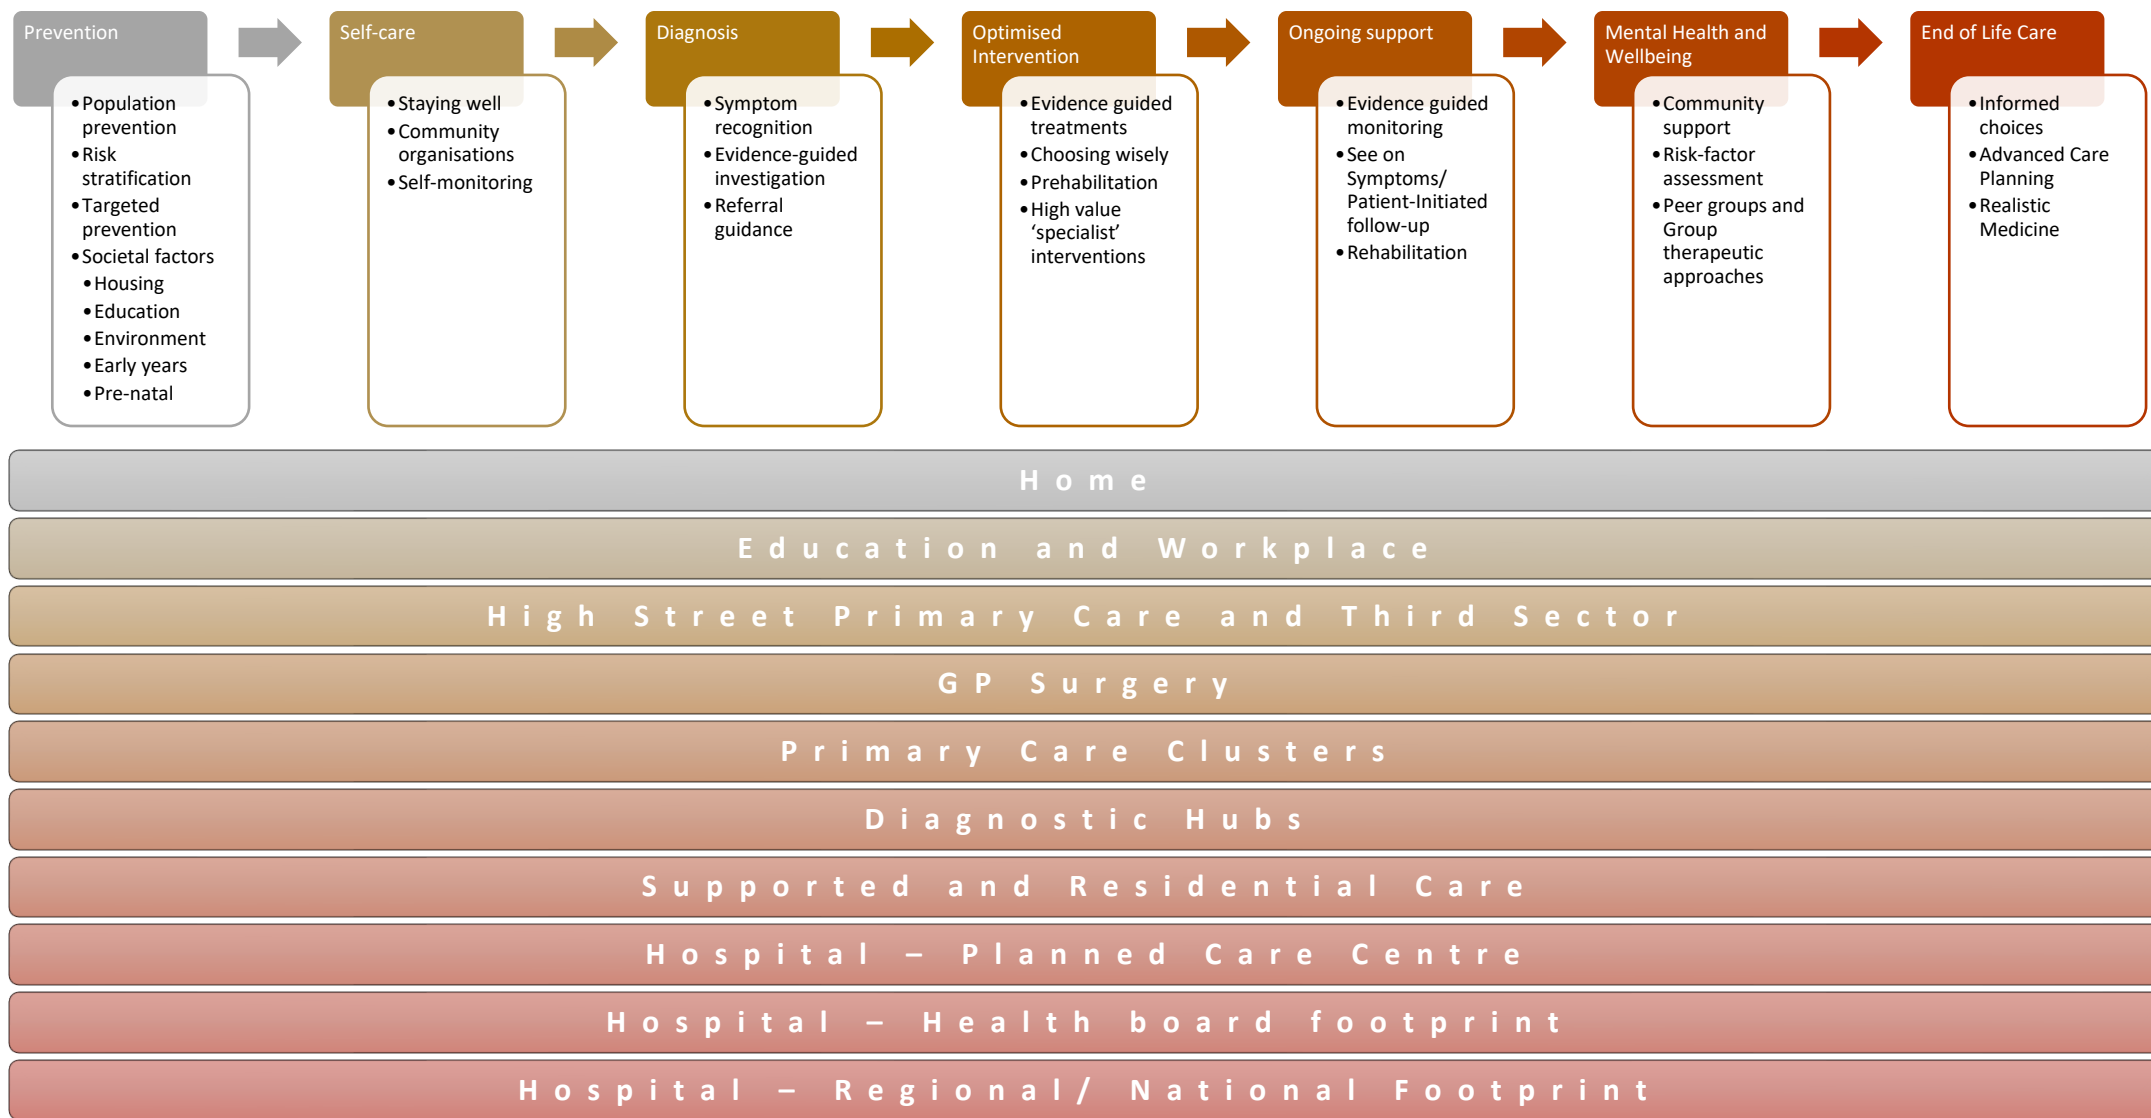 Prevention
•Population
prevention
•Risk
stratification
•Targeted
prevention
•Societal factors
•Housing
•Education
•Environment
•Early years
•Pre-natal
Self-care
•Staying well
•Community
organisations
•Self-monitoring
Diagnosis
•Symptom
recognition
•Evidence-guided
investigation
•Referral
guidance
Optimised
Intervention
•Evidence guided
treatments
•Choosing wisely
•Prehabilitation
•High value
‘specialist’
interventions
Ongoing support
•Evidence guided
monitoring
•See on
Symptoms/
Patient-Initiated
follow-up
•Rehabilitation
Mental Health and
Wellbeing
•Community
support
•Risk-factor
assessment
•Peer groups and
Group
therapeutic
approaches
End of Life Care
•Informed
choices
•Advanced Care
Planning
•Realistic
Medicine
Home
Education and Workplace
High Street Primary Care and Third Sector
GP Surgery
Primary Care Clusters
Diagnostic Hubs
Supported and Residential Care
Hospital – Planned Care Centre
Hospital – Health board footprint
Hospital – Regional/ National Footprint